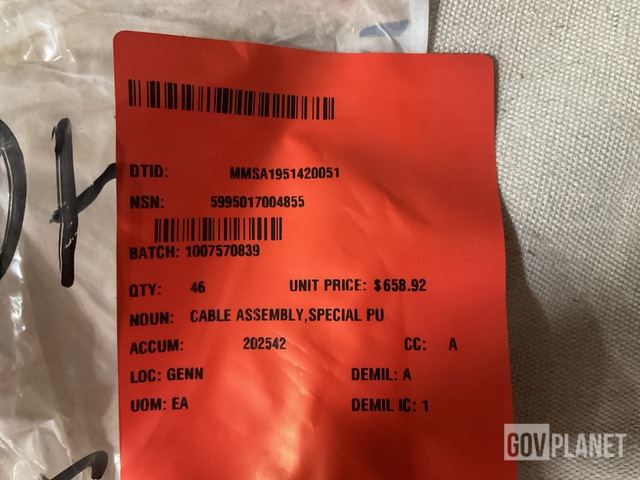 DTID: MMSA1951420051
NSN: 5995017004855
BATCH: 1007570839
QTY: 46 UNIT PRICE: $658.92
NOUN: CABLE ASSEMBLY,SPECIAL PU
ACCUM: 202542 CC: A
LOC: GENN DEMIL: A
UOM: EA DEMIL IC: 1
GOVPLANET